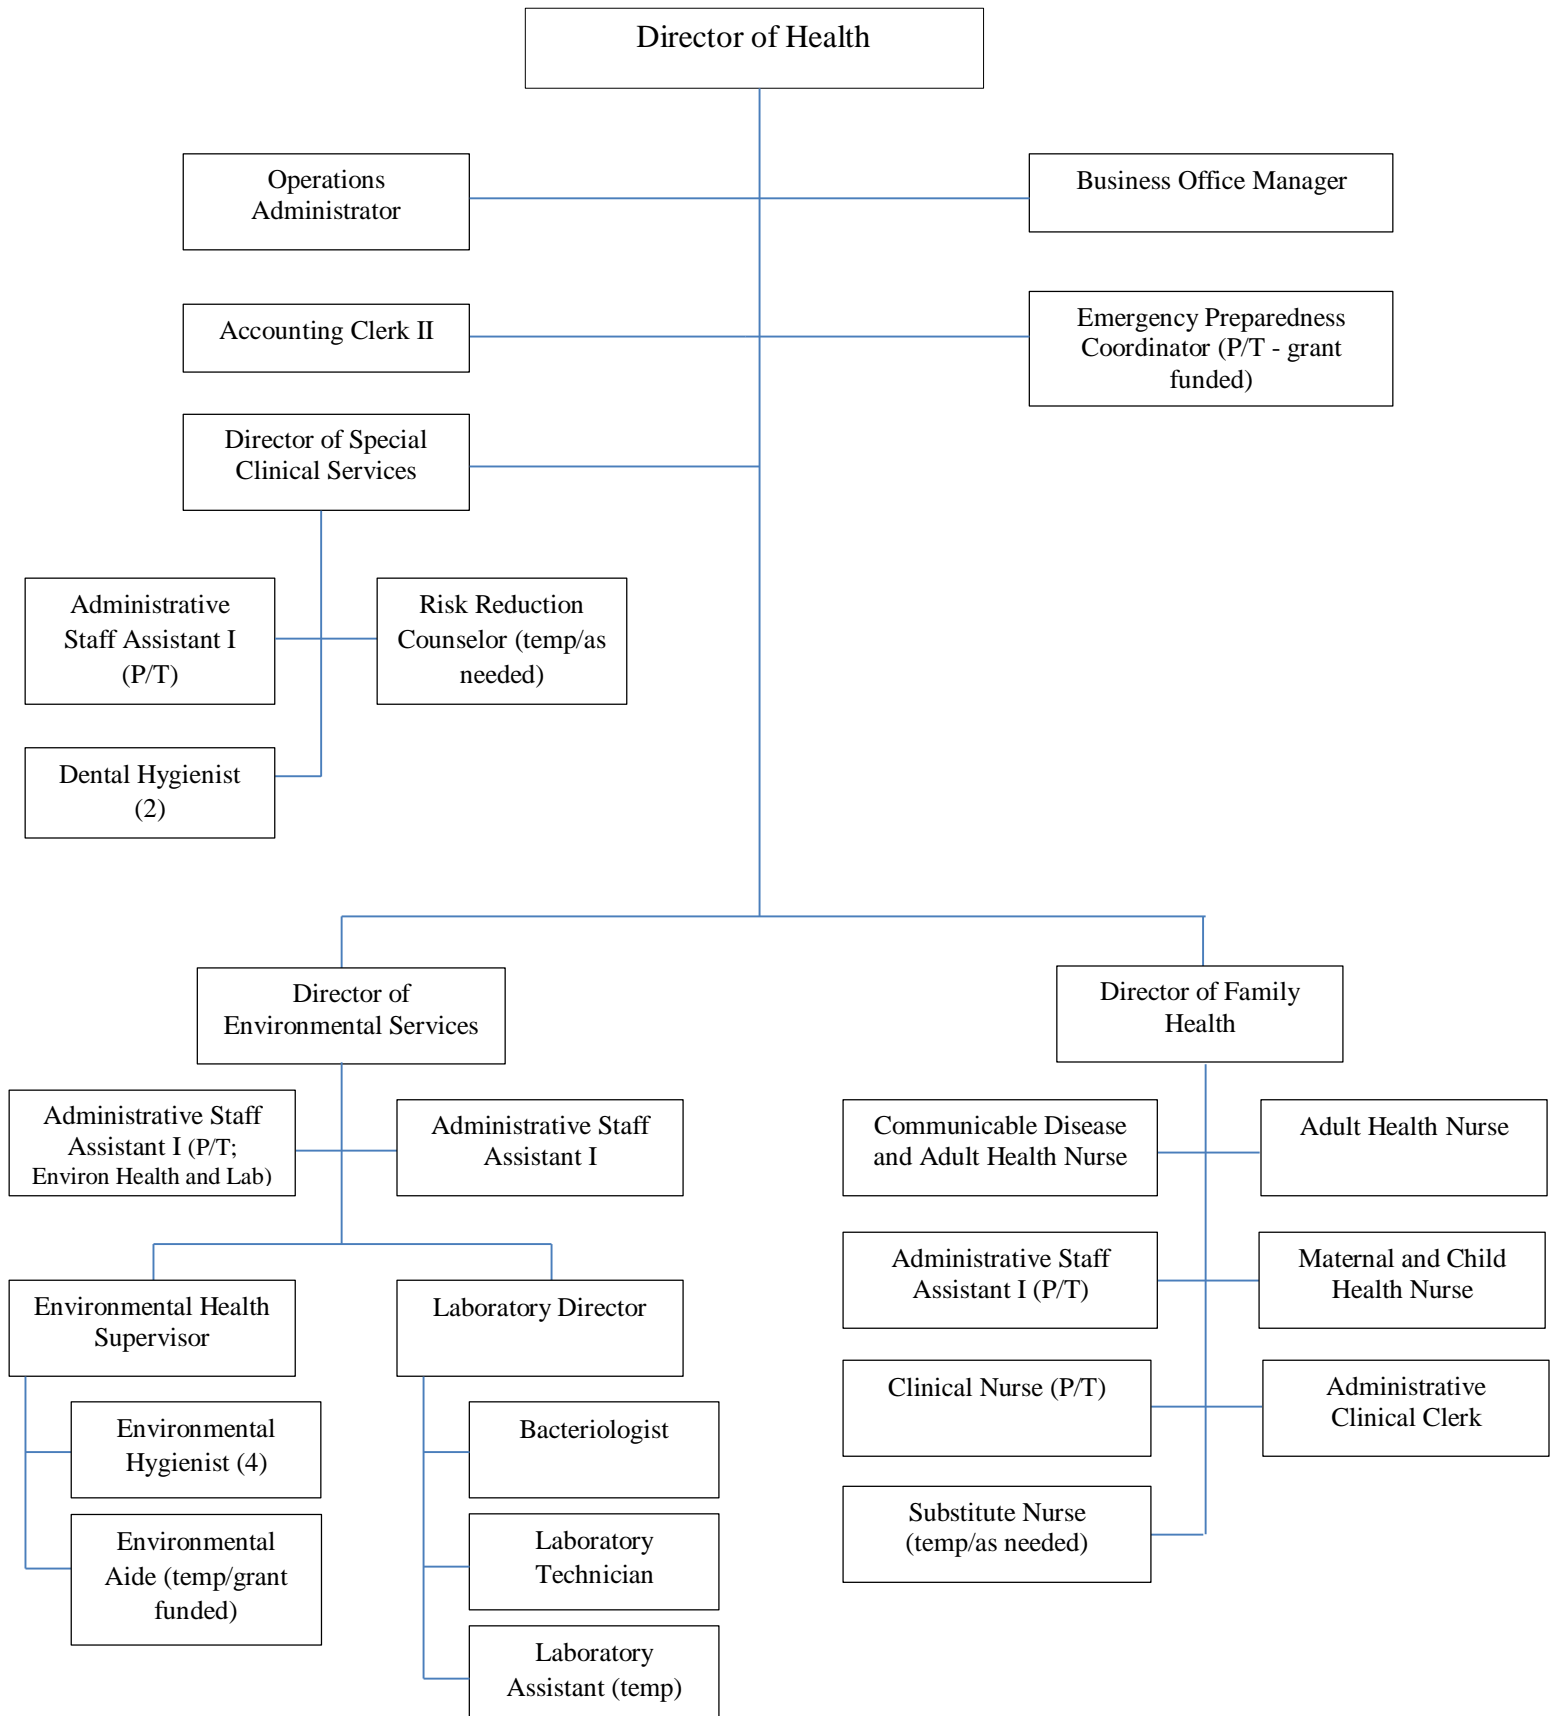 Director of Health
Operations
Administrator
Business Office Manager
Accounting Clerk II
Emergency Preparedness
Coordinator (P/T - grant
funded)
Director of Special
Clinical Services
Administrative
Staff Assistant I
(P/T)
Risk Reduction
Counselor (temp/as
needed)
Dental Hygienist
(2)
Director of
Environmental Services
Director of Family
Health
Administrative Staff
Assistant I (P/T;
Environ Health and Lab)
Administrative Staff
Assistant I
Communicable Disease
and Adult Health Nurse
Adult Health Nurse
Administrative Staff
Assistant I (P/T)
Maternal and Child
Health Nurse
Environmental Health
Supervisor
Laboratory Director
Clinical Nurse (P/T)
Administrative
Clinical Clerk
Environmental
Hygienist (4)
Bacteriologist
Substitute Nurse
(temp/as needed)
Environmental
Aide (temp/grant
funded)
Laboratory
Technician
Laboratory
Assistant (temp)